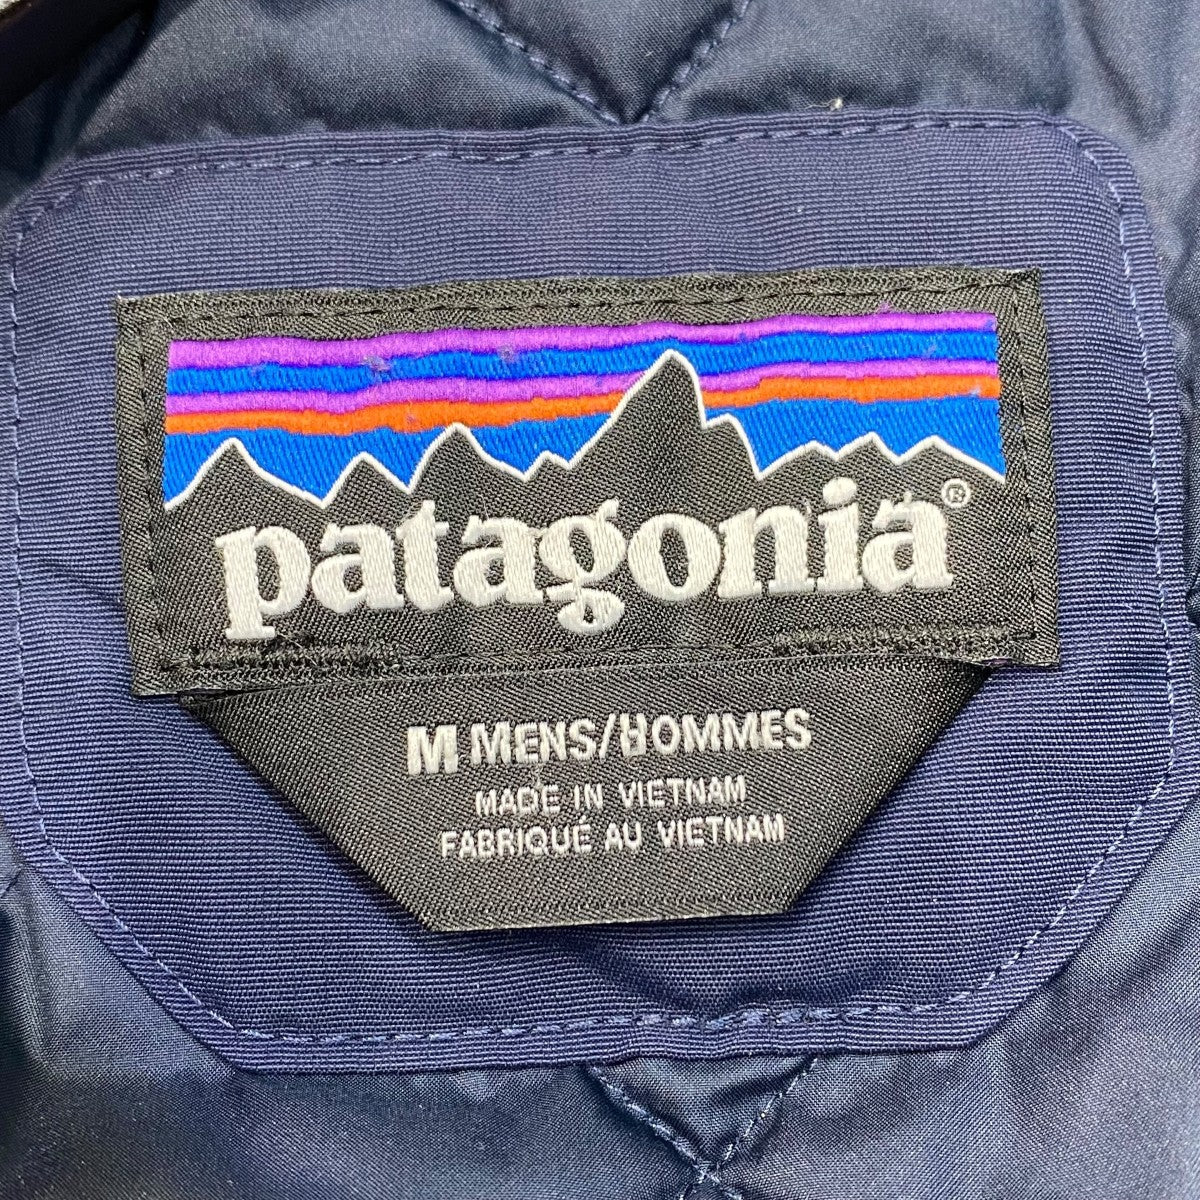 patagonia®
M MENS/HOMMES
MADE IN VIETNAM
FABRIQUÉ AU VIETNAM